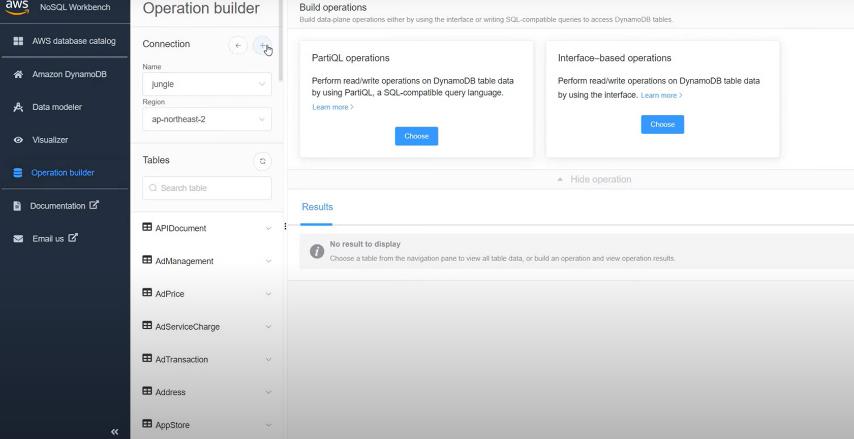 aws
NoSQL Workbench
AWS database catalog
Amazon DynamoDB
Data modeler
Visualizer
Operation builder
Documentation
Email us
Operation builder
Connection
Name
jungle
Region
ap-northeast-2
Tables
Search table
APIDocument
AdManagement
AdPrice
AdServiceCharge
AdTransaction
Address
AppStore
Build operations
Build data-plane operations either by using the interface or writing SQL-compatible queries to access DynamoDB tables.
PartiQL operations
Perform read/write operations on DynamoDB table data
by using PartiQL, a SQL-compatible query language.
Learn more >
Choose
Interface–based operations
Perform read/write operations on DynamoDB table data
by using the interface. Learn more >
Choose
Hide operation
Results
No result to display
Choose a table from the navigation pane to view all table data, or build an operation and view operation results.